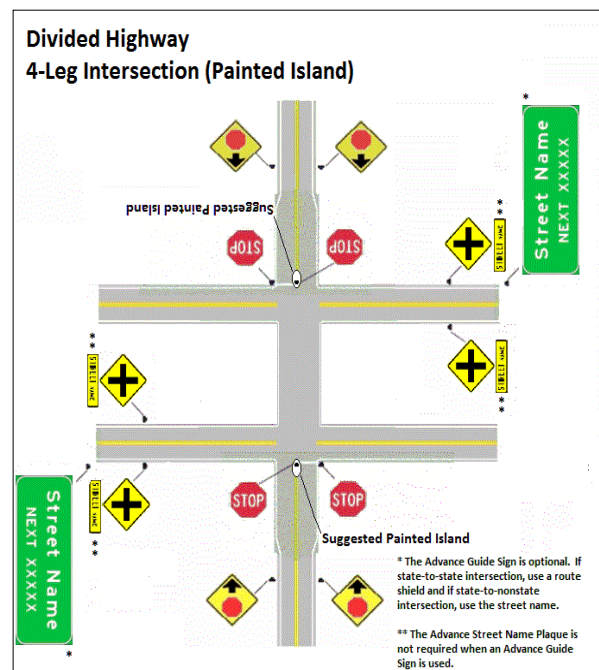 Divided Highway
4-Leg Intersection (Painted Island)
*
Street Name
NEXT XXXXX
**
STREET NAME
Suggested Painted Island
STOP
STOP
STREET NAME
**
**
STREET NAME
STREET NAME
**
Street Name
NEXT XXXXX
*
STOP
STOP
Suggested Painted Island
* The Advance Guide Sign is optional. If
state-to-state intersection, use a route
shield and if state-to-nonstate
intersection, use the street name.
** The Advance Street Name Plaque is
not required when an Advance Guide
Sign is used.